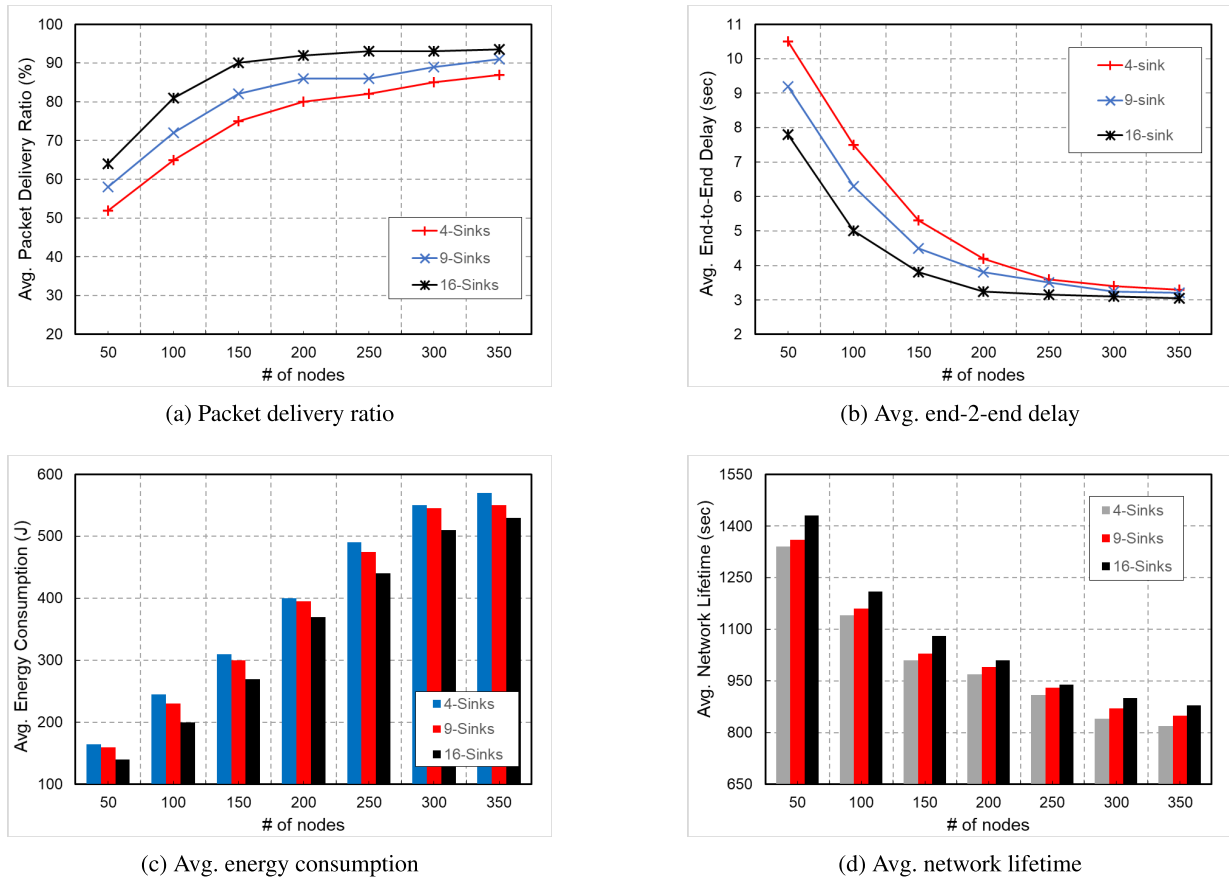 Avg. Packet Delivery Ratio (%)
100
90
80
70
60
50
40
30
20
4-Sinks
9-Sinks
16-Sinks
50 100 150 200 250 300 350
# of nodes
(a) Packet delivery ratio
Avg. End-to-End Delay (sec)
11
10
9
8
7
6
5
4
3
2
4-sink
9-sink
16-sink
50 100 150 200 250 300 350
# of nodes
(b) Avg. end-2-end delay
Avg. Energy Consumption (J)
600
500
400
300
200
100
4-Sinks
9-Sinks
16-Sinks
50 100 150 200 250 300 350
# of nodes
(c) Avg. energy consumption
Avg. Network Lifetime (sec)
1550
1400
1250
1100
950
800
650
4-Sinks
9-Sinks
16-Sinks
50 100 150 200 250 300 350
# of nodes
(d) Avg. network lifetime